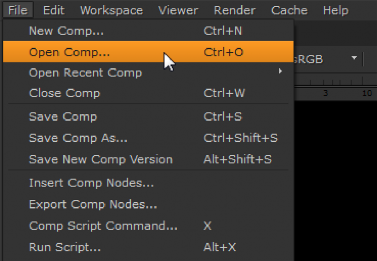 File Edit Workspace Viewer Render Cache Help
New Comp... Ctrl+N
Open Comp... Ctrl+O
sRGB
Open Recent Comp
Close Comp Ctrl+W
3 10
Save Comp Ctrl+S
Save Comp As... Ctrl+Shift+S
Save New Comp Version Alt+Shift+S
Insert Comp Nodes...
Export Comp Nodes...
Comp Script Command... X
Run Script... Alt+X